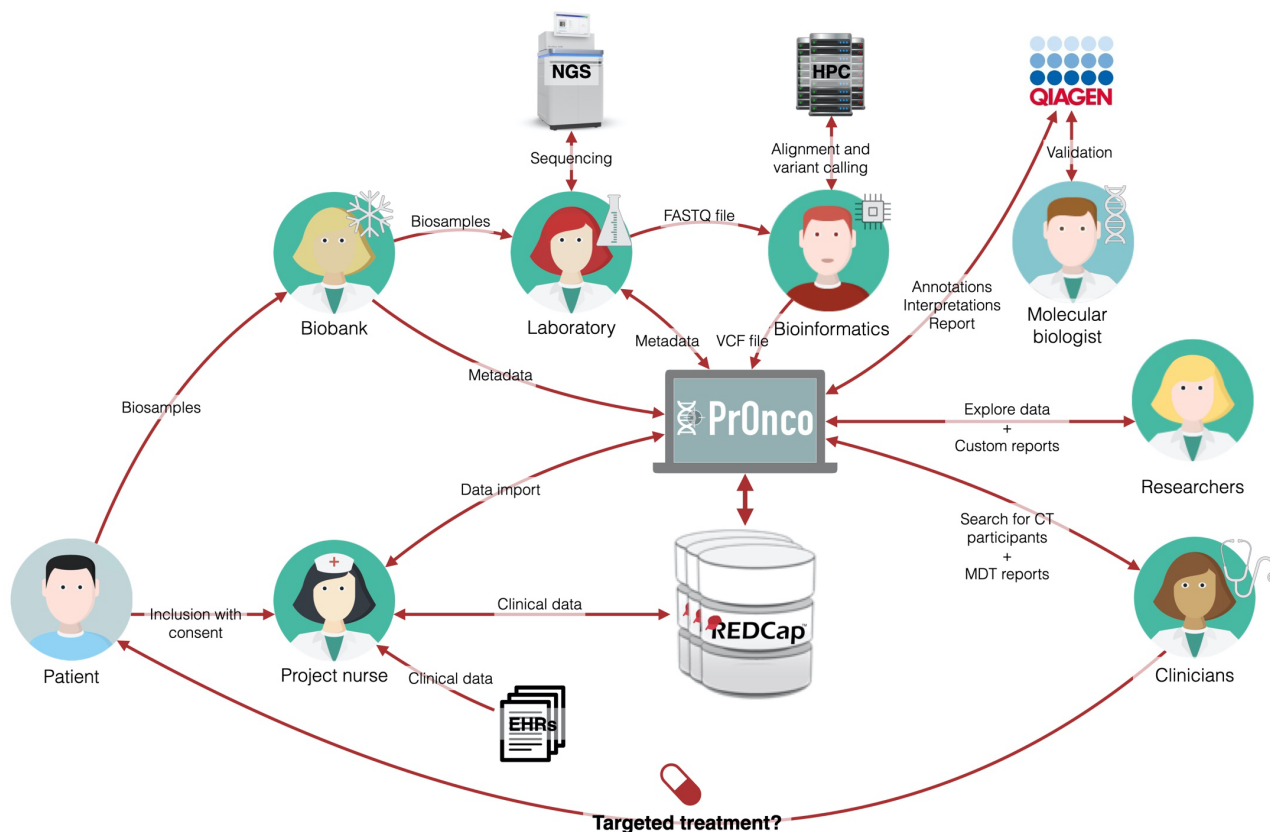 NGS
HPC
QIAGEN
Sequencing
Alignment and
variant calling
Validation
Biosamples
FASTQ file
Biobank
Laboratory
Bioinformatics
Annotations
Interpretations
Report
Molecular
biologist
Metadata
Metadata
VCF file
Biosamples
PrOnco
Explore data
+
Custom reports
Researchers
Data import
Search for CT
participants
+
MDT reports
Inclusion with
consent
Clinical data
REDCap™
Patient
Project nurse
Clinical data
Clinicians
EHRs
Targeted treatment?